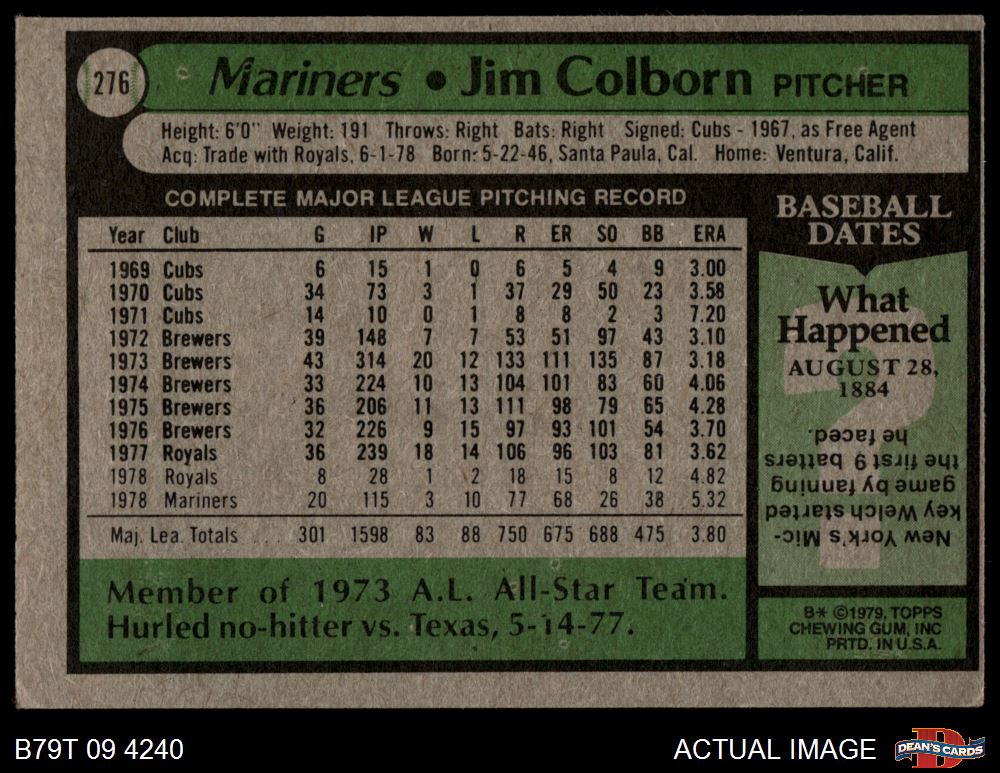 276
Mariners • Jim Colborn PITCHER
Height: 6'0" Weight: 191 Throws: Right Bats: Right Signed: Cubs - 1967, as Free Agent
Acq: Trade with Royals, 6-1-78 Born: 5-22-46, Santa Paula, Cal. Home: Ventura, Calif.
COMPLETE MAJOR LEAGUE PITCHING RECORD
Year Club G IP W L R ER SO BB ERA
1969 Cubs 6 15 1 0 6 5 4 9 3.00
1970 Cubs 34 73 3 1 37 29 50 23 3.58
1971 Cubs 14 10 0 1 8 8 2 3 7.20
1972 Brewers 39 148 7 7 53 51 97 43 3.10
1973 Brewers 43 314 20 12 133 111 135 87 3.18
1974 Brewers 33 224 10 13 104 101 83 60 4.06
1975 Brewers 36 206 11 13 111 98 79 65 4.28
1976 Brewers 32 226 9 15 97 93 101 54 3.70
1977 Royals 36 239 18 14 106 96 103 81 3.62
1978 Royals 8 28 1 2 18 15 8 12 4.82
1978 Mariners 20 115 3 10 77 68 26 38 5.32
Maj. Lea. Totals . . . 301 1598 83 88 750 675 688 475 3.80
Member of 1973 A.L. All-Star Team.
Hurled no-hitter vs. Texas, 5-14-77.
BASEBALL
DATES
What
Happened
AUGUST 28,
1884
New York's Mic-
key Welch started
game by fanning
the first 9 batters
he faced.
B* ©1979, TOPPS
CHEWING GUM, INC
PRTD. IN U.S.A.
B79T 09 4240
ACTUAL IMAGE
D
DEAN'S CARDS